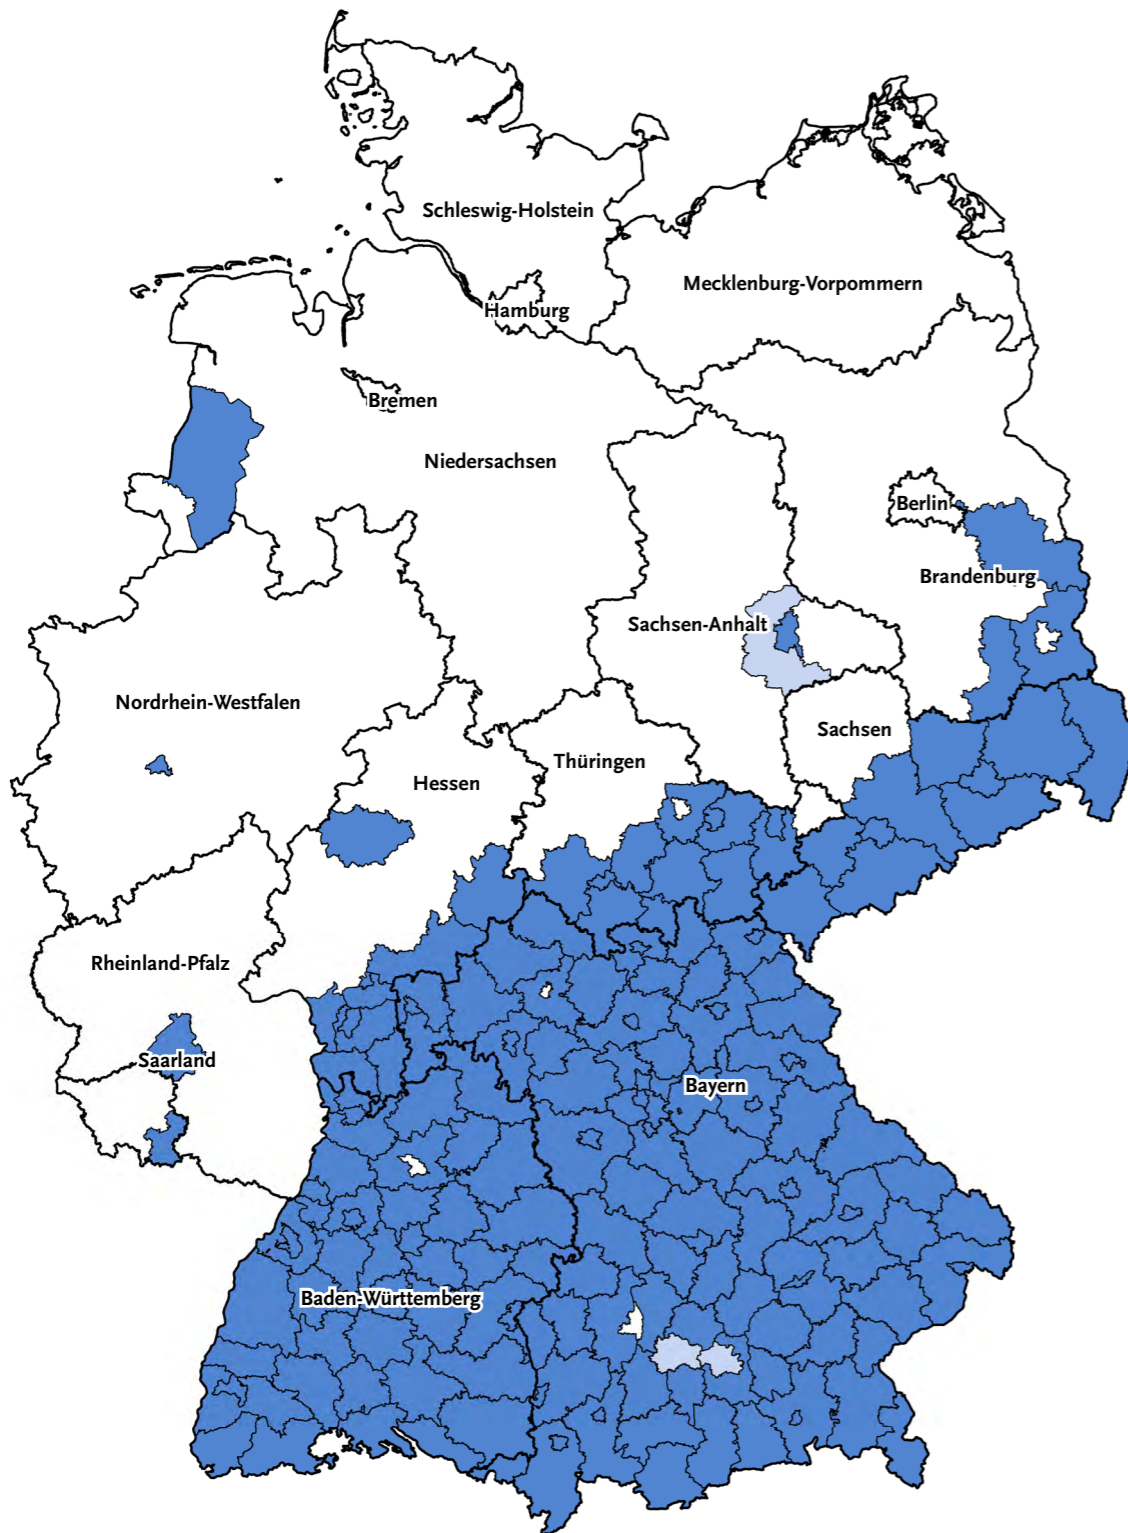 Schleswig-Holstein
Mecklenburg-Vorpommern
Hamburg
Bremen
Niedersachsen
Berlin
Brandenburg
Sachsen-Anhalt
Nordrhein-Westfalen
Sachsen
Thüringen
Hessen
Rheinland-Pfalz
Saarland
Bayern
Baden-Württemberg